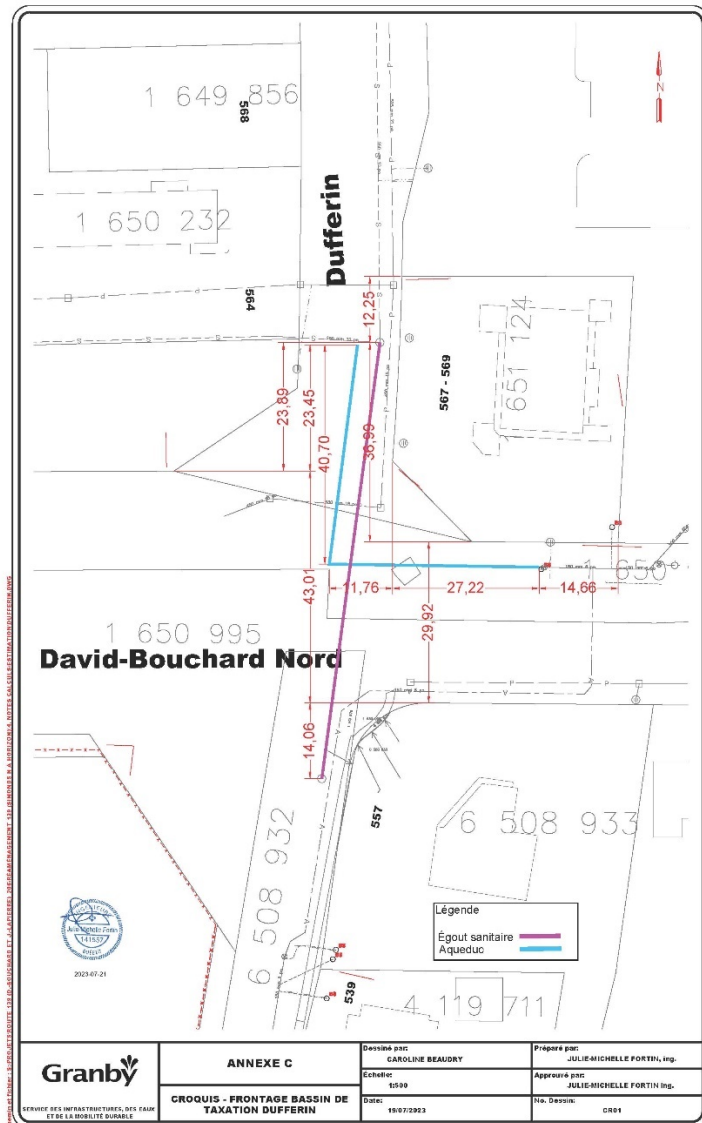 1 649 856
568
1 650 232
Dufferin
N
564
12,25
23,89
23,45
40,70
36,99
567 - 569
651 124
1 650
11,76
27,22
14,66
43,01
29,92
1 650 995
David-Bouchard Nord
14,06
557
6 508 932
6 508 933
Légende
Égout sanitaire
Aqueduc
2023-07-21
539
4 119 711
Granby
SERVICE DES INFRASTRUCTURES, DES EAUX
ET DE LA MOBILITÉ DURABLE
ANNEXE C
CROQUIS - FRONTAGE BASSIN DE
TAXATION DUFFERIN
Dessiné par:
CAROLINE BEAUDRY
Échelle:
1:500
Date:
19/07/2023
Préparé par:
JULIE-MICHELLE FORTIN, ing.
Approuvé par:
JULIE-MICHELLE FORTIN ing.
No. Dessin:
CR01